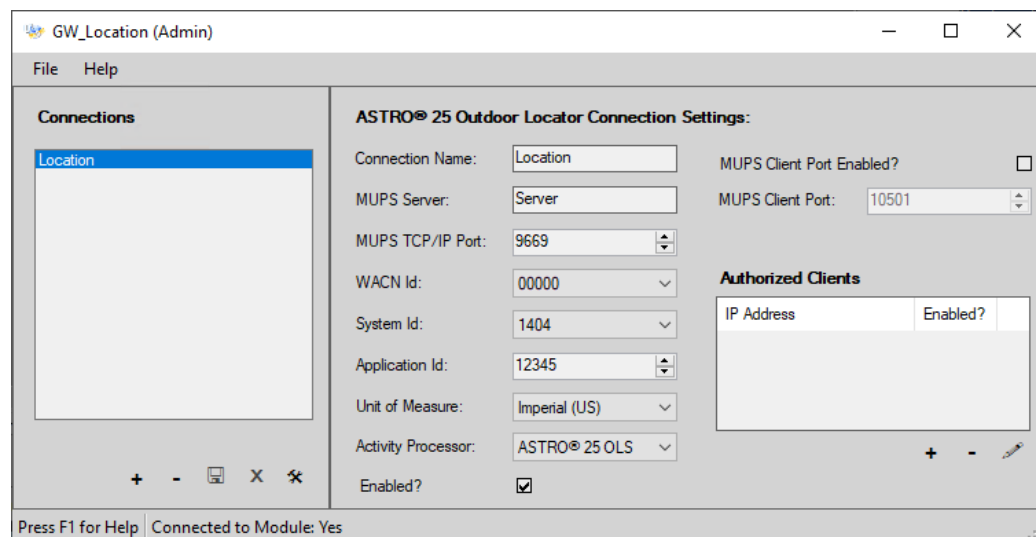 GW_Location (Admin)
File Help
Connections
Location
+ - X
ASTRO® 25 Outdoor Locator Connection Settings:
Connection Name: Location
MUPS Server: Server
MUPS TCP/IP Port: 9669
WACN Id: 00000
System Id: 1404
Application Id: 12345
Unit of Measure: Imperial (US)
Activity Processor: ASTRO® 25 OLS
Enabled?
MUPS Client Port Enabled?
MUPS Client Port: 10501
Authorized Clients
IP Address Enabled?
+ -
Press F1 for Help Connected to Module: Yes